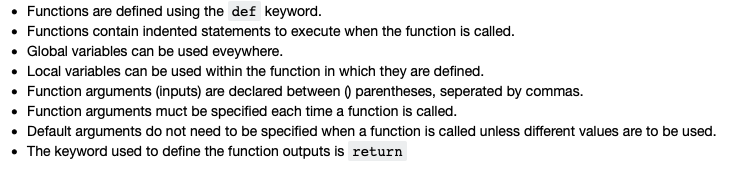 • Functions are defined using the def keyword.
• Functions contain indented statements to execute when the function is called.
• Global variables can be used eveywhere.
• Local variables can be used within the function in which they are defined.
• Function arguments (inputs) are declared between () parentheses, seperated by commas.
• Function arguments muct be specified each time a function is called.
• Default arguments do not need to be specified when a function is called unless different values are to be used.
• The keyword used to define the function outputs is return